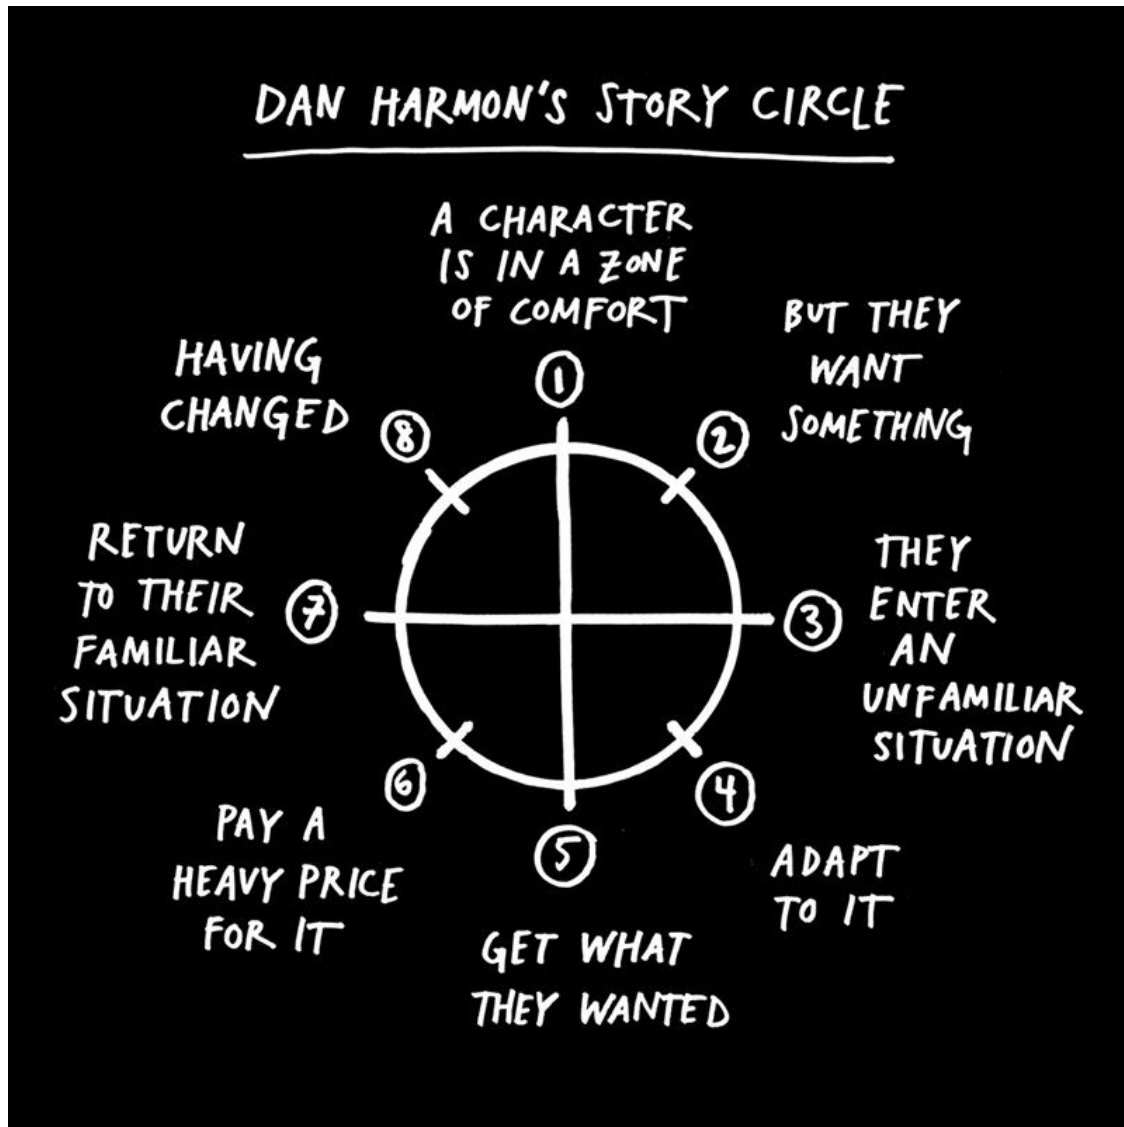 DAN HARMON'S STORY CIRCLE
A CHARACTER
IS IN A ZONE
OF COMFORT
1
BUT THEY
WANT
SOMETHING
2
THEY
ENTER
AN
UNFAMILIAR
SITUATION
3
4
ADAPT
TO IT
5
GET WHAT
THEY WANTED
6
PAY A
HEAVY PRICE
FOR IT
RETURN
TO THEIR
FAMILIAR
SITUATION
7
HAVING
CHANGED
8